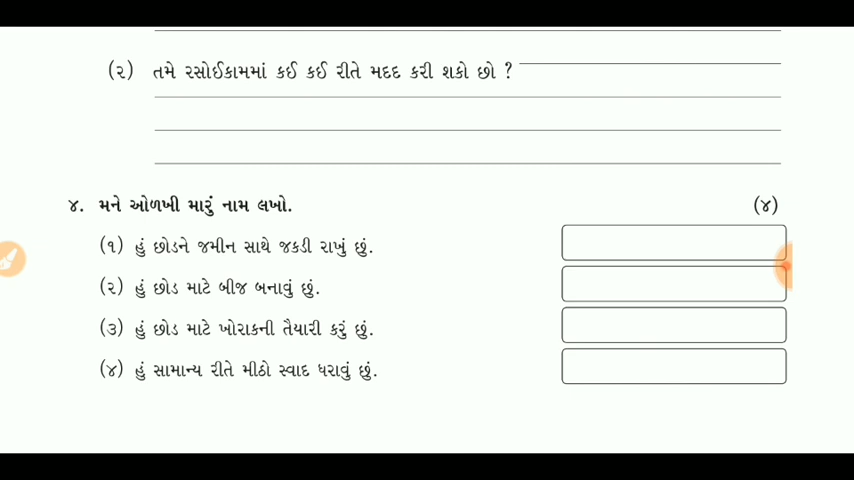 (૨) તમે રસોઈકામમાં કઈ કઈ રીતે મદદ કરી શકો છો ?
૪. મને ઓળખી મારું નામ લખો. (૪)
(૧) હું છોડને જમીન સાથે જકડી રાખું છું.
(૨) હું છોડ માટે બીજ બનાવું છું.
(૩) હું છોડ માટે ખોરાકની તૈયારી કરું છું.
(૪) હું સામાન્ય રીતે મીઠો સ્વાદ ધરાવું છું.